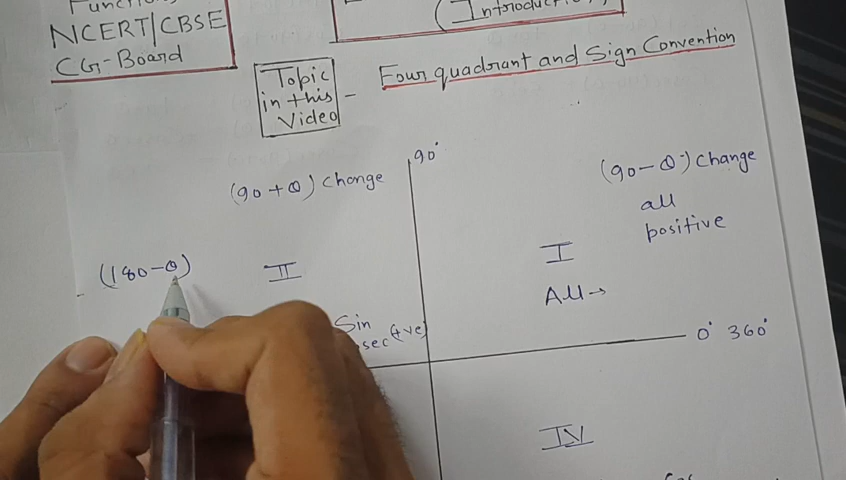 NCERT/CBSE
CG-Board
(Introduction)
Topic
in this
Video
- Four quadrant and Sign Convention
90°
(90+θ) Change
(90-θ) Change
all
positive
(180-θ)
II
I
All→
Sin
sec (+ve)
0° 360°
IV